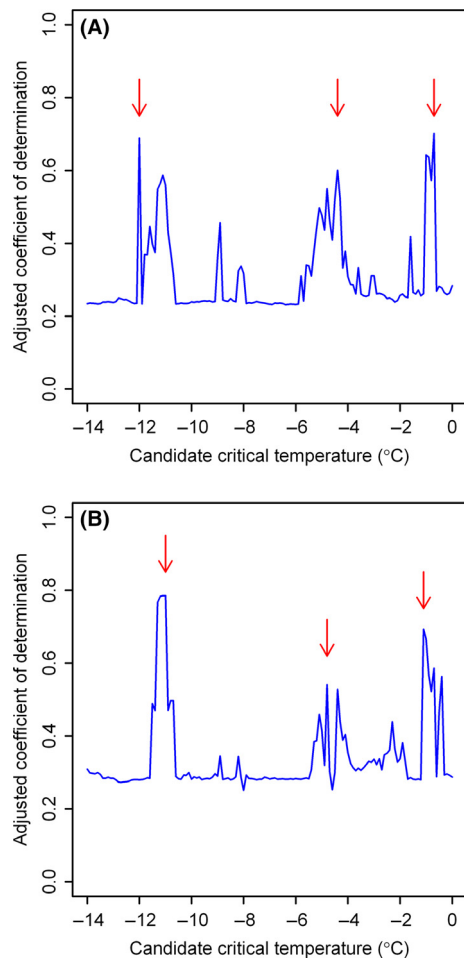 (A)
Adjusted coefficient of determination
1.0
0.8
0.6
0.4
0.2
0.0
−14 −12 −10 −8 −6 −4 −2 0
Candidate critical temperature (°C)
(B)
Adjusted coefficient of determination
1.0
0.8
0.6
0.4
0.2
0.0
−14 −12 −10 −8 −6 −4 −2 0
Candidate critical temperature (°C)